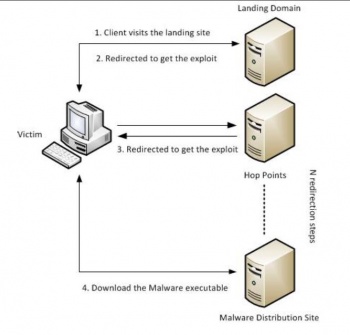 Landing Domain
1. Client visits the landing site
2. Redirected to get the exploit
Victim
3. Redirected to get the exploit
Hop Points
N redirection steps
4. Download the Malware executable
Malware Distribution Site